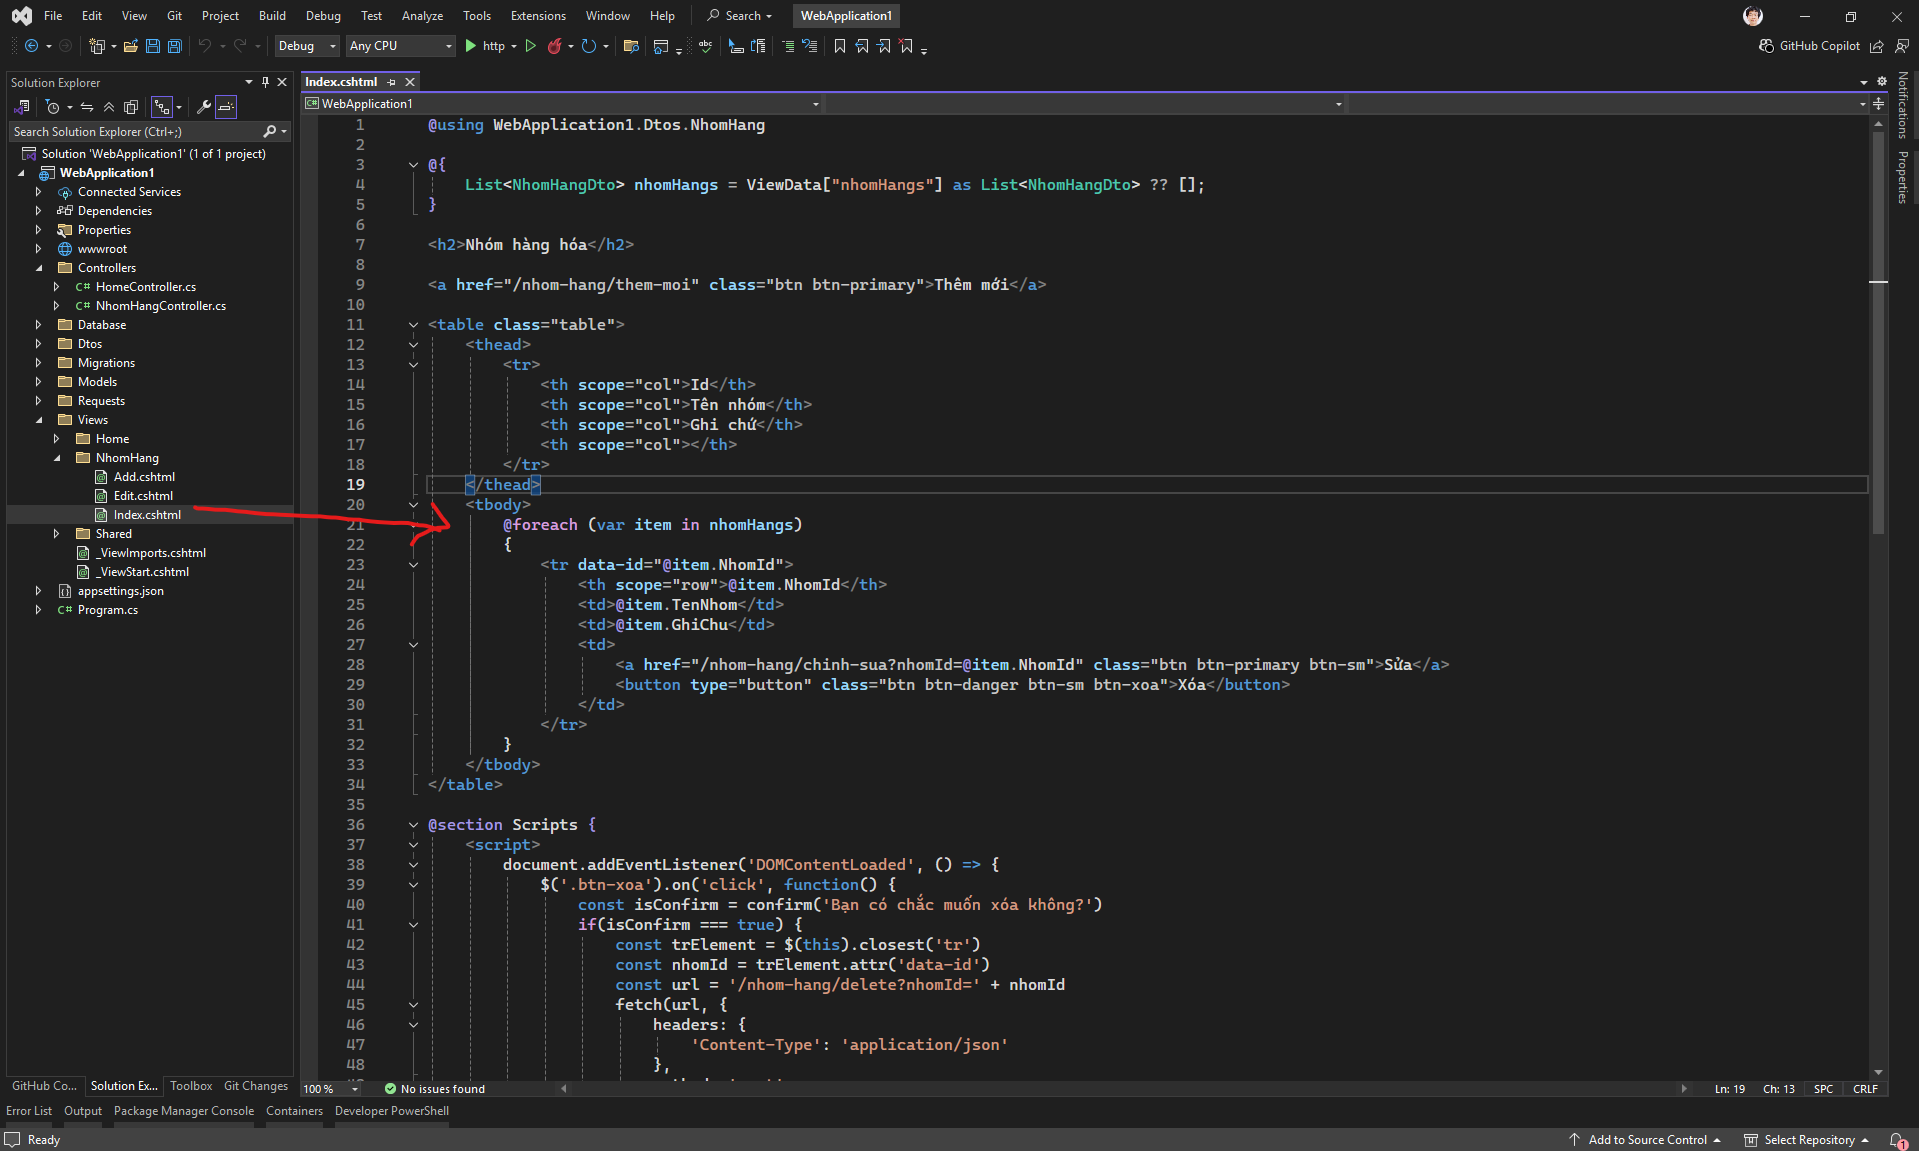 File Edit View Git Project Build Debug Test Analyze Tools Extensions Window Help Search WebApplication1
Debug Any CPU http GitHub Copilot
Solution Explorer
Search Solution Explorer (Ctrl+;)
Solution 'WebApplication1' (1 of 1 project)
WebApplication1
Connected Services
Dependencies
Properties
wwwroot
Controllers
C# HomeController.cs
C# NhomHangController.cs
Database
Dtos
Migrations
Models
Requests
Views
Home
NhomHang
Add.cshtml
Edit.cshtml
Index.cshtml
Shared
_ViewImports.cshtml
_ViewStart.cshtml
appsettings.json
C# Program.cs
GitHub Co... Solution Ex... Toolbox Git Changes
Index.cshtml
C# WebApplication1
1 @using WebApplication1.Dtos.NhomHang
2
3 @{
4 List<NhomHangDto> nhomHangs = ViewData["nhomHangs"] as List<NhomHangDto> ?? [];
5 }
6
7 <h2>Nhóm hàng hóa</h2>
8
9 <a href="/nhom-hang/them-moi" class="btn btn-primary">Thêm mới</a>
10
11 <table class="table">
12 <thead>
13 <tr>
14 <th scope="col">Id</th>
15 <th scope="col">Tên nhóm</th>
16 <th scope="col">Ghi chứ</th>
17 <th scope="col"></th>
18 </tr>
19 </thead>
20 <tbody>
21 @foreach (var item in nhomHangs)
22 {
23 <tr data-id="@item.NhomId">
24 <th scope="row">@item.NhomId</th>
25 <td>@item.TenNhom</td>
26 <td>@item.GhiChu</td>
27 <td>
28 <a href="/nhom-hang/chinh-sua?nhomId=@item.NhomId" class="btn btn-primary btn-sm">Sửa</a>
29 <button type="button" class="btn btn-danger btn-sm btn-xoa">Xóa</button>
30 </td>
31 </tr>
32 }
33 </tbody>
34 </table>
35
36 @section Scripts {
37 <script>
38 document.addEventListener('DOMContentLoaded', () => {
39 $('.btn-xoa').on('click', function() {
40 const isConfirm = confirm('Bạn có chắc muốn xóa không?')
41 if(isConfirm === true) {
42 const trElement = $(this).closest('tr')
43 const nhomId = trElement.attr('data-id')
44 const url = '/nhom-hang/delete?nhomId=' + nhomId
45 fetch(url, {
46 headers: {
47 'Content-Type': 'application/json'
48 },
100 % No issues found Ln: 19 Ch: 13 SPC CRLF
Notifications
Properties
Error List Output Package Manager Console Containers Developer PowerShell
Ready Add to Source Control Select Repository 1